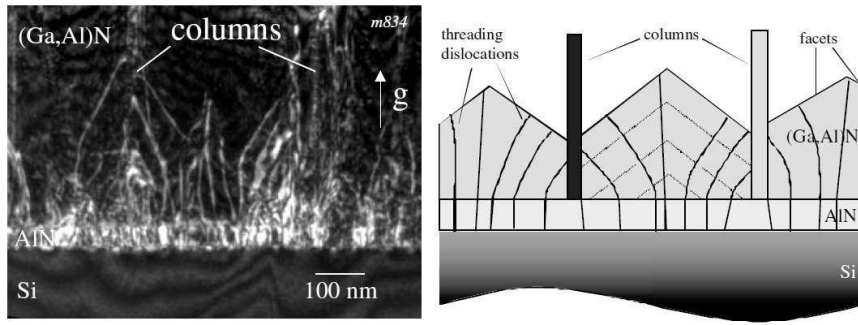 (Ga,Al)N
columns
m834
g
AlN
Si
100 nm
threading
dislocations
columns
facets
(Ga,Al)N
AlN
Si